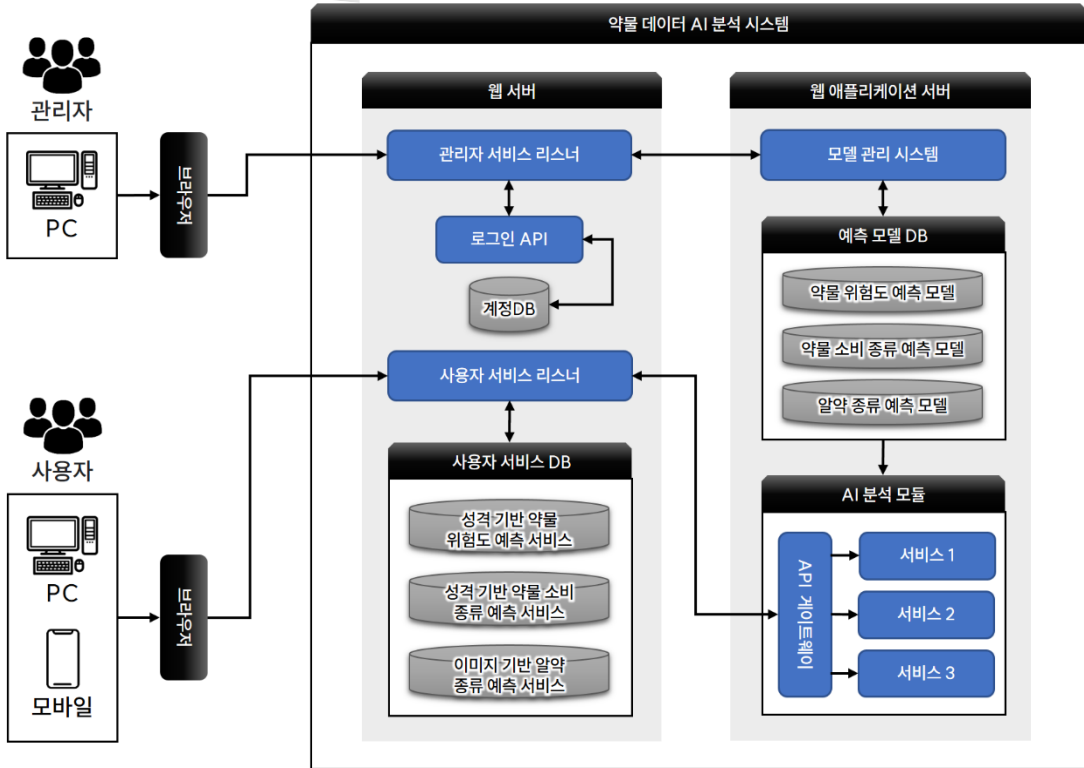 약물 데이터 AI 분석 시스템
관리자
PC
브라우저
웹 서버
관리자 서비스 리스너
로그인 API
계정DB
웹 애플리케이션 서버
모델 관리 시스템
예측 모델 DB
약물 위험도 예측 모델
약물 소비 종류 예측 모델
알약 종류 예측 모델
사용자
PC
모바일
브라우저
사용자 서비스 리스너
사용자 서비스 DB
성격 기반 약물
위험도 예측 서비스
성격 기반 약물 소비
종류 예측 서비스
이미지 기반 알약
종류 예측 서비스
AI 분석 모듈
API 게이트웨이
서비스 1
서비스 2
서비스 3